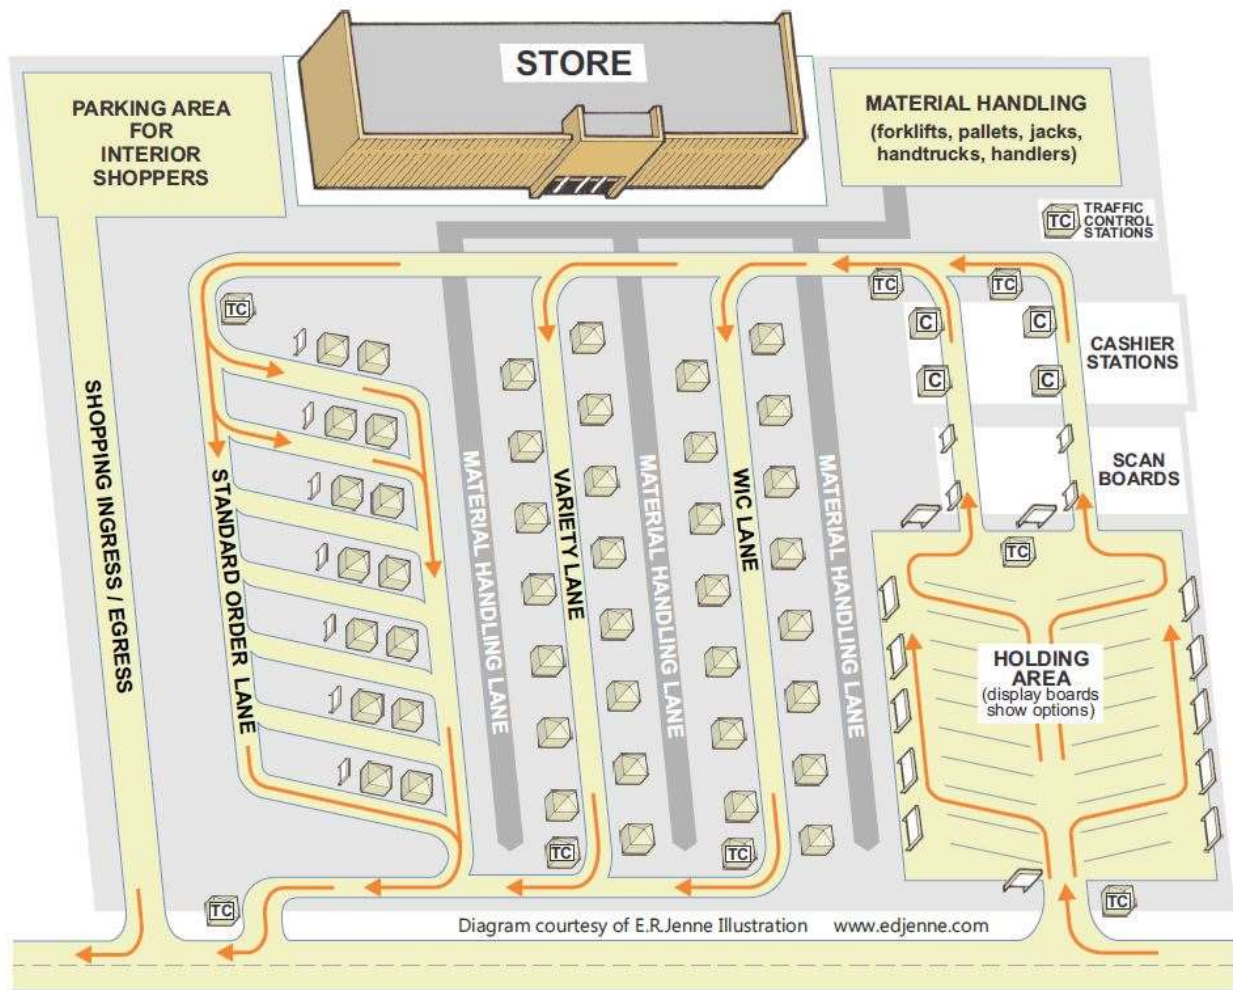 STORE
PARKING AREA
FOR
INTERIOR
SHOPPERS
MATERIAL HANDLING
(forklifts, pallets, jacks,
handtrucks, handlers)
TC
TRAFFIC
CONTROL
STATIONS
TC
TC
TC
C
C
CASHIER
STATIONS
C
C
SCAN
BOARDS
SHOPPING INGRESS / EGRESS
STANDARD ORDER LANE
MATERIAL HANDLING LANE
VARIETY LANE
MATERIAL HANDLING LANE
WIC LANE
MATERIAL HANDLING LANE
TC
HOLDING
AREA
(display boards
show options)
TC
TC
TC
TC
Diagram courtesy of E.R.Jenne Illustration www.edjenne.com